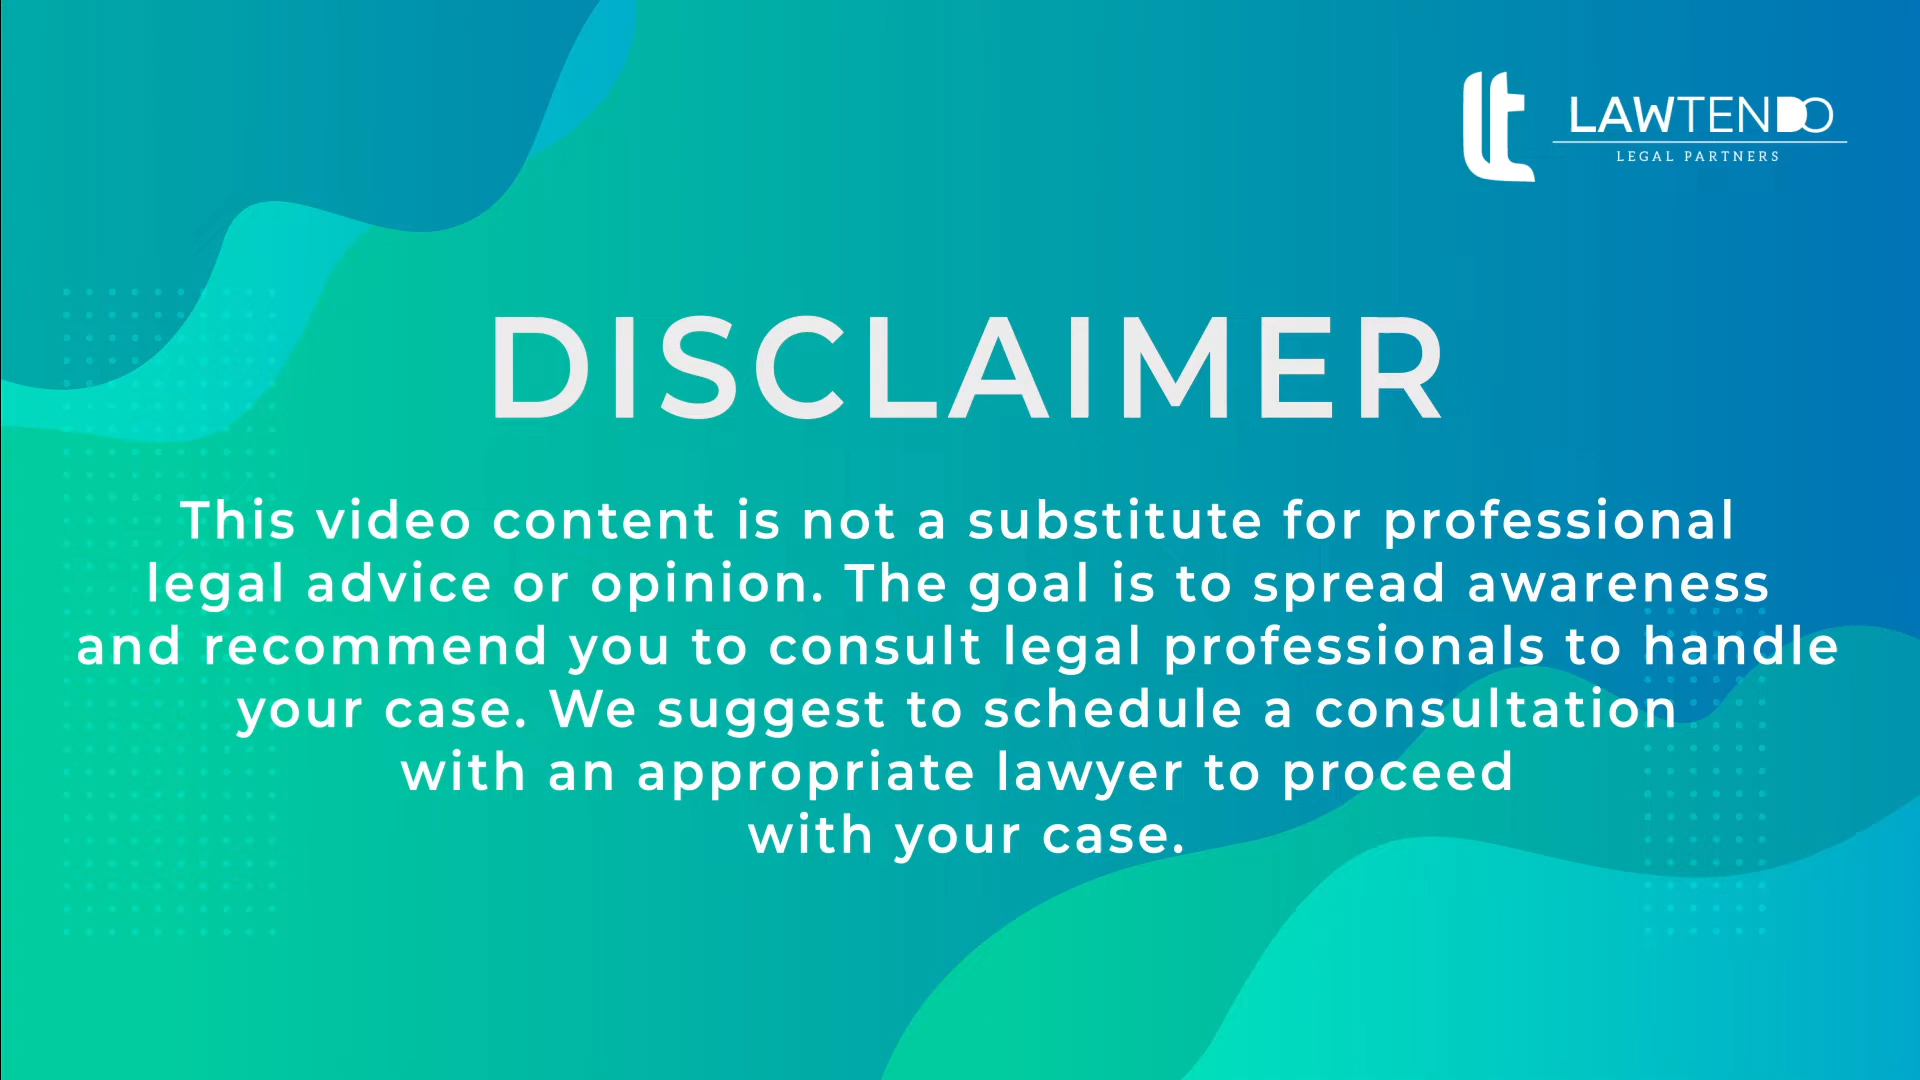 LAWTENDO
LEGAL PARTNERS
DISCLAIMER
This video content is not a substitute for professional
legal advice or opinion. The goal is to spread awareness
and recommend you to consult legal professionals to handle
your case. We suggest to schedule a consultation
with an appropriate lawyer to proceed
with your case.